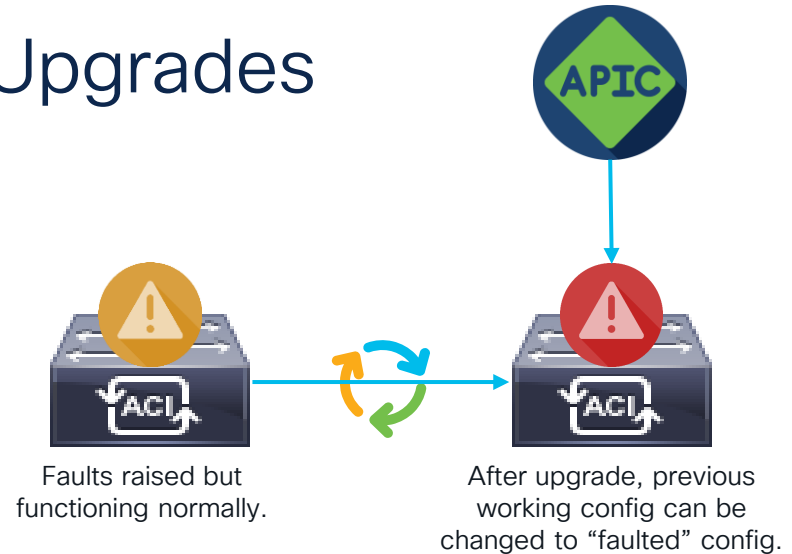 Upgrades
APIC
ACI
ACI
Faults raised but
functioning normally.
After upgrade, previous
working config can be
changed to “faulted” config.